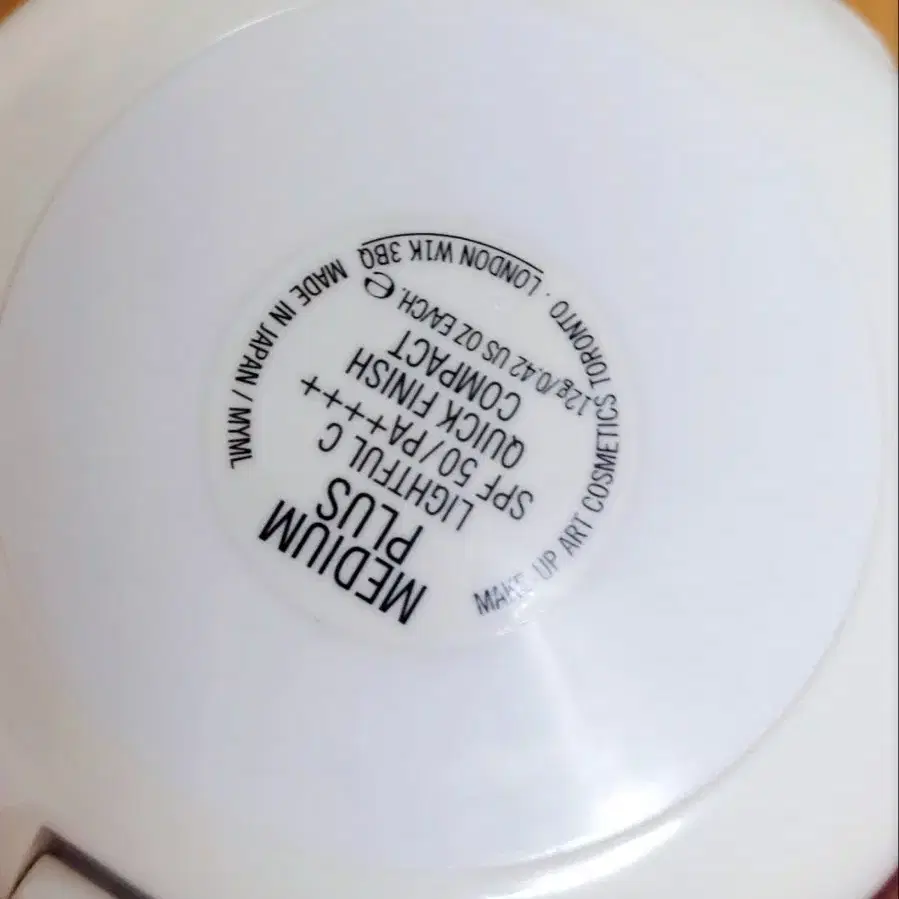 MEDIUM
PLUS
LIGHTFUL C
SPF 50/PA++++
QUICK FINISH
COMPACT
12g/0.42 US OZ EA/CH. e
MAKE-UP ART COSMETICS TORONTO · LONDON W1K 3BQ
MADE IN JAPAN / MYML